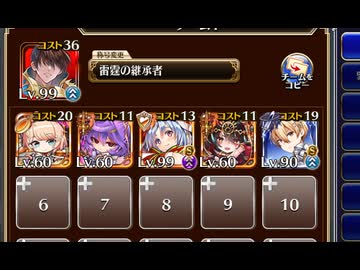 コスト36
称号変更
雷霆の継承者
Lv.99
チームを
コピー
コスト20
コスト11
コスト13
コスト11
コスト19
Lv.60
Lv.60
Lv.99
Lv.60
Lv.90
S
S
6
7
8
9
10